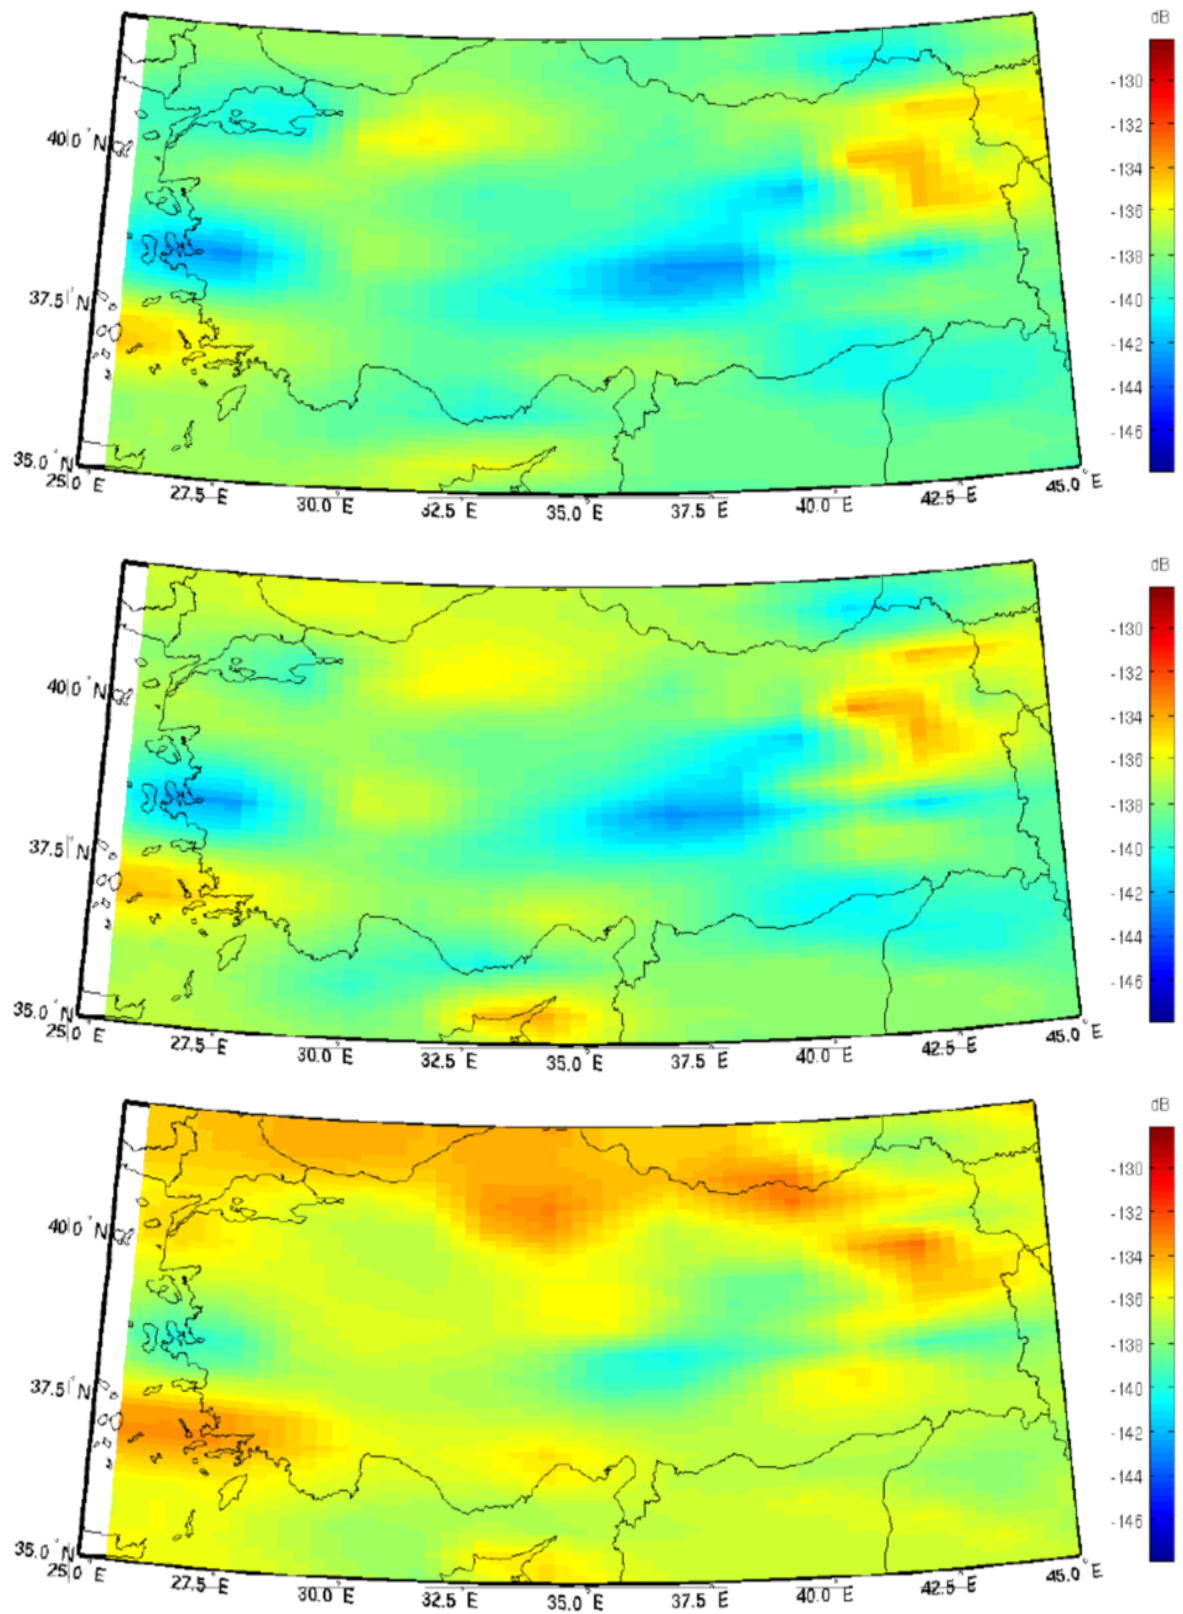 dB
-130
-132
-134
-136
-138
-140
-142
-144
-146
40.0 ° N
37.5 ° N
35.0 ° N
25.0 ° E
27.5 ° E
30.0 ° E
32.5 ° E
35.0 ° E
37.5 ° E
40.0 ° E
42.5 ° E
45.0 ° E
dB
-130
-132
-134
-136
-138
-140
-142
-144
-146
40.0 ° N
37.5 ° N
35.0 ° N
25.0 ° E
27.5 ° E
30.0 ° E
32.5 ° E
35.0 ° E
37.5 ° E
40.0 ° E
42.5 ° E
45.0 ° E
dB
-130
-132
-134
-136
-138
-140
-142
-144
-146
40.0 ° N
37.5 ° N
35.0 ° N
25.0 ° E
27.5 ° E
30.0 ° E
32.5 ° E
35.0 ° E
37.5 ° E
40.0 ° E
42.5 ° E
45.0 ° E